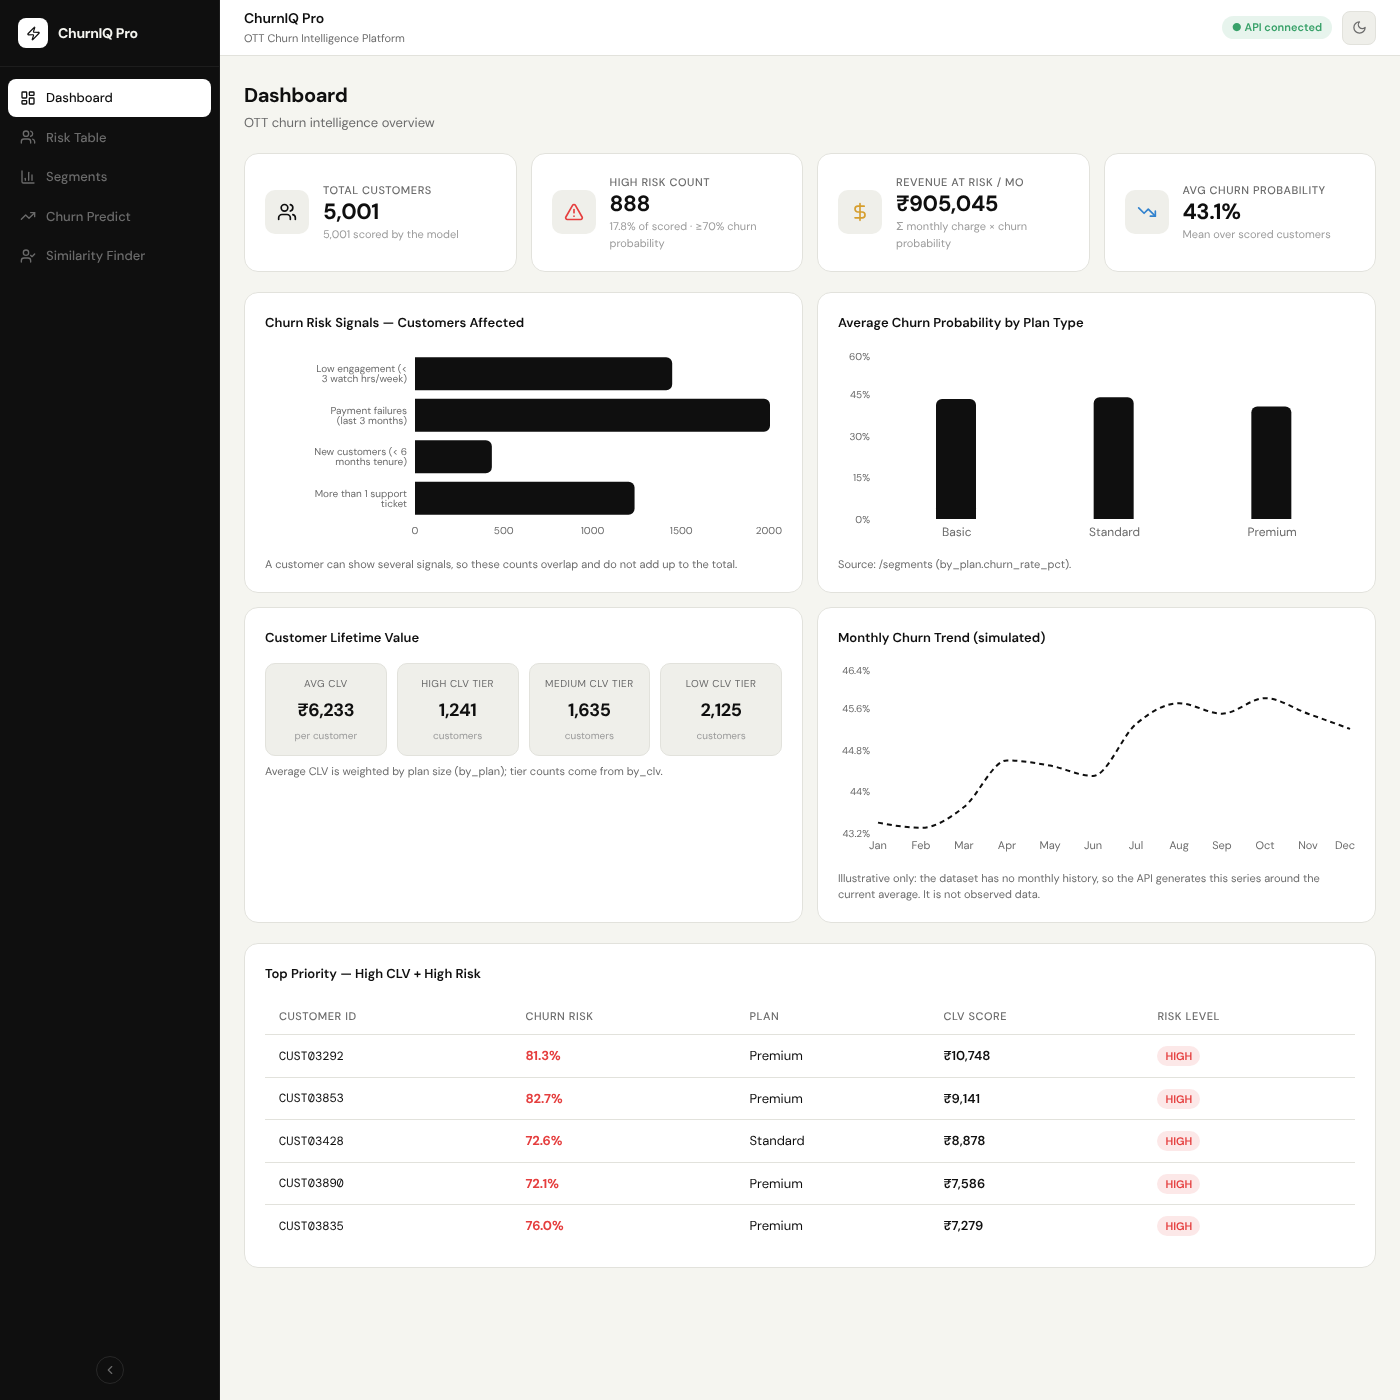 ChurnIQ Pro
Dashboard
Risk Table
Segments
Churn Predict
Similarity Finder
ChurnIQ Pro
OTT Churn Intelligence Platform
API connected
Dashboard
OTT churn intelligence overview
TOTAL CUSTOMERS
5,001
5,001 scored by the model
HIGH RISK COUNT
888
17.8% of scored · ≥70% churn
probability
REVENUE AT RISK / MO
₹905,045
Σ monthly charge × churn
probability
AVG CHURN PROBABILITY
43.1%
Mean over scored customers
Churn Risk Signals — Customers Affected
Low engagement (<
3 watch hrs/week)
Payment failures
(last 3 months)
New customers (< 6
months tenure)
More than 1 support
ticket
0 500 1000 1500 2000
A customer can show several signals, so these counts overlap and do not add up to the total.
Average Churn Probability by Plan Type
60%
45%
30%
15%
0%
Basic Standard Premium
Source: /segments (by_plan.churn_rate_pct).
Customer Lifetime Value
AVG CLV
₹6,233
per customer
HIGH CLV TIER
1,241
customers
MEDIUM CLV TIER
1,635
customers
LOW CLV TIER
2,125
customers
Average CLV is weighted by plan size (by_plan); tier counts come from by_clv.
Monthly Churn Trend (simulated)
46.4%
45.6%
44.8%
44%
43.2%
Jan Feb Mar Apr May Jun Jul Aug Sep Oct Nov Dec
Illustrative only: the dataset has no monthly history, so the API generates this series around the
current average. It is not observed data.
Top Priority — High CLV + High Risk
CUSTOMER ID CHURN RISK PLAN CLV SCORE RISK LEVEL
CUST03292 81.3% Premium ₹10,748 HIGH
CUST03853 82.7% Premium ₹9,141 HIGH
CUST03428 72.6% Standard ₹8,878 HIGH
CUST03890 72.1% Premium ₹7,586 HIGH
CUST03835 76.0% Premium ₹7,279 HIGH